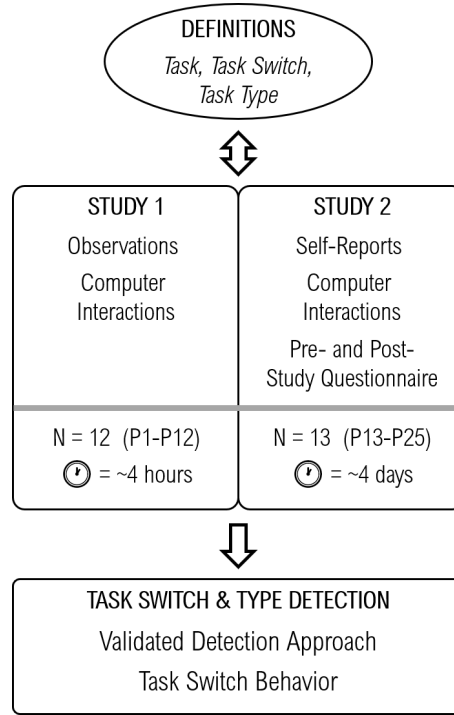 DEFINITIONS
Task, Task Switch,
Task Type
STUDY 1
Observations
Computer
Interactions
N = 12 (P1-P12)
= ~4 hours
STUDY 2
Self-Reports
Computer
Interactions
Pre- and Post-
Study Questionnaire
N = 13 (P13-P25)
= ~4 days
TASK SWITCH & TYPE DETECTION
Validated Detection Approach
Task Switch Behavior